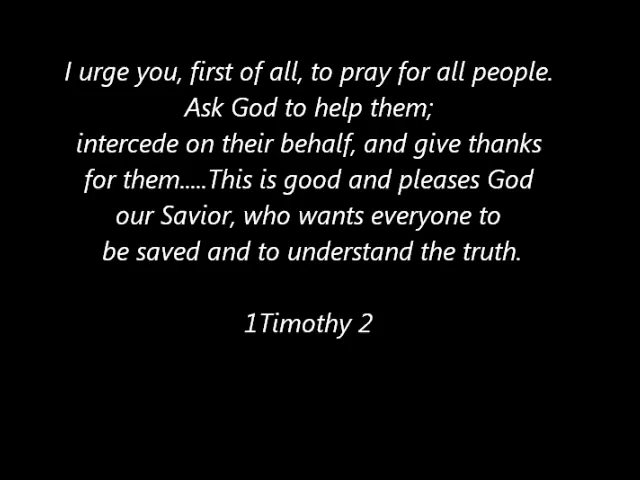 I urge you, first of all, to pray for all people.
Ask God to help them;
intercede on their behalf, and give thanks
for them.....This is good and pleases God
our Savior, who wants everyone to
be saved and to understand the truth.
1Timothy 2